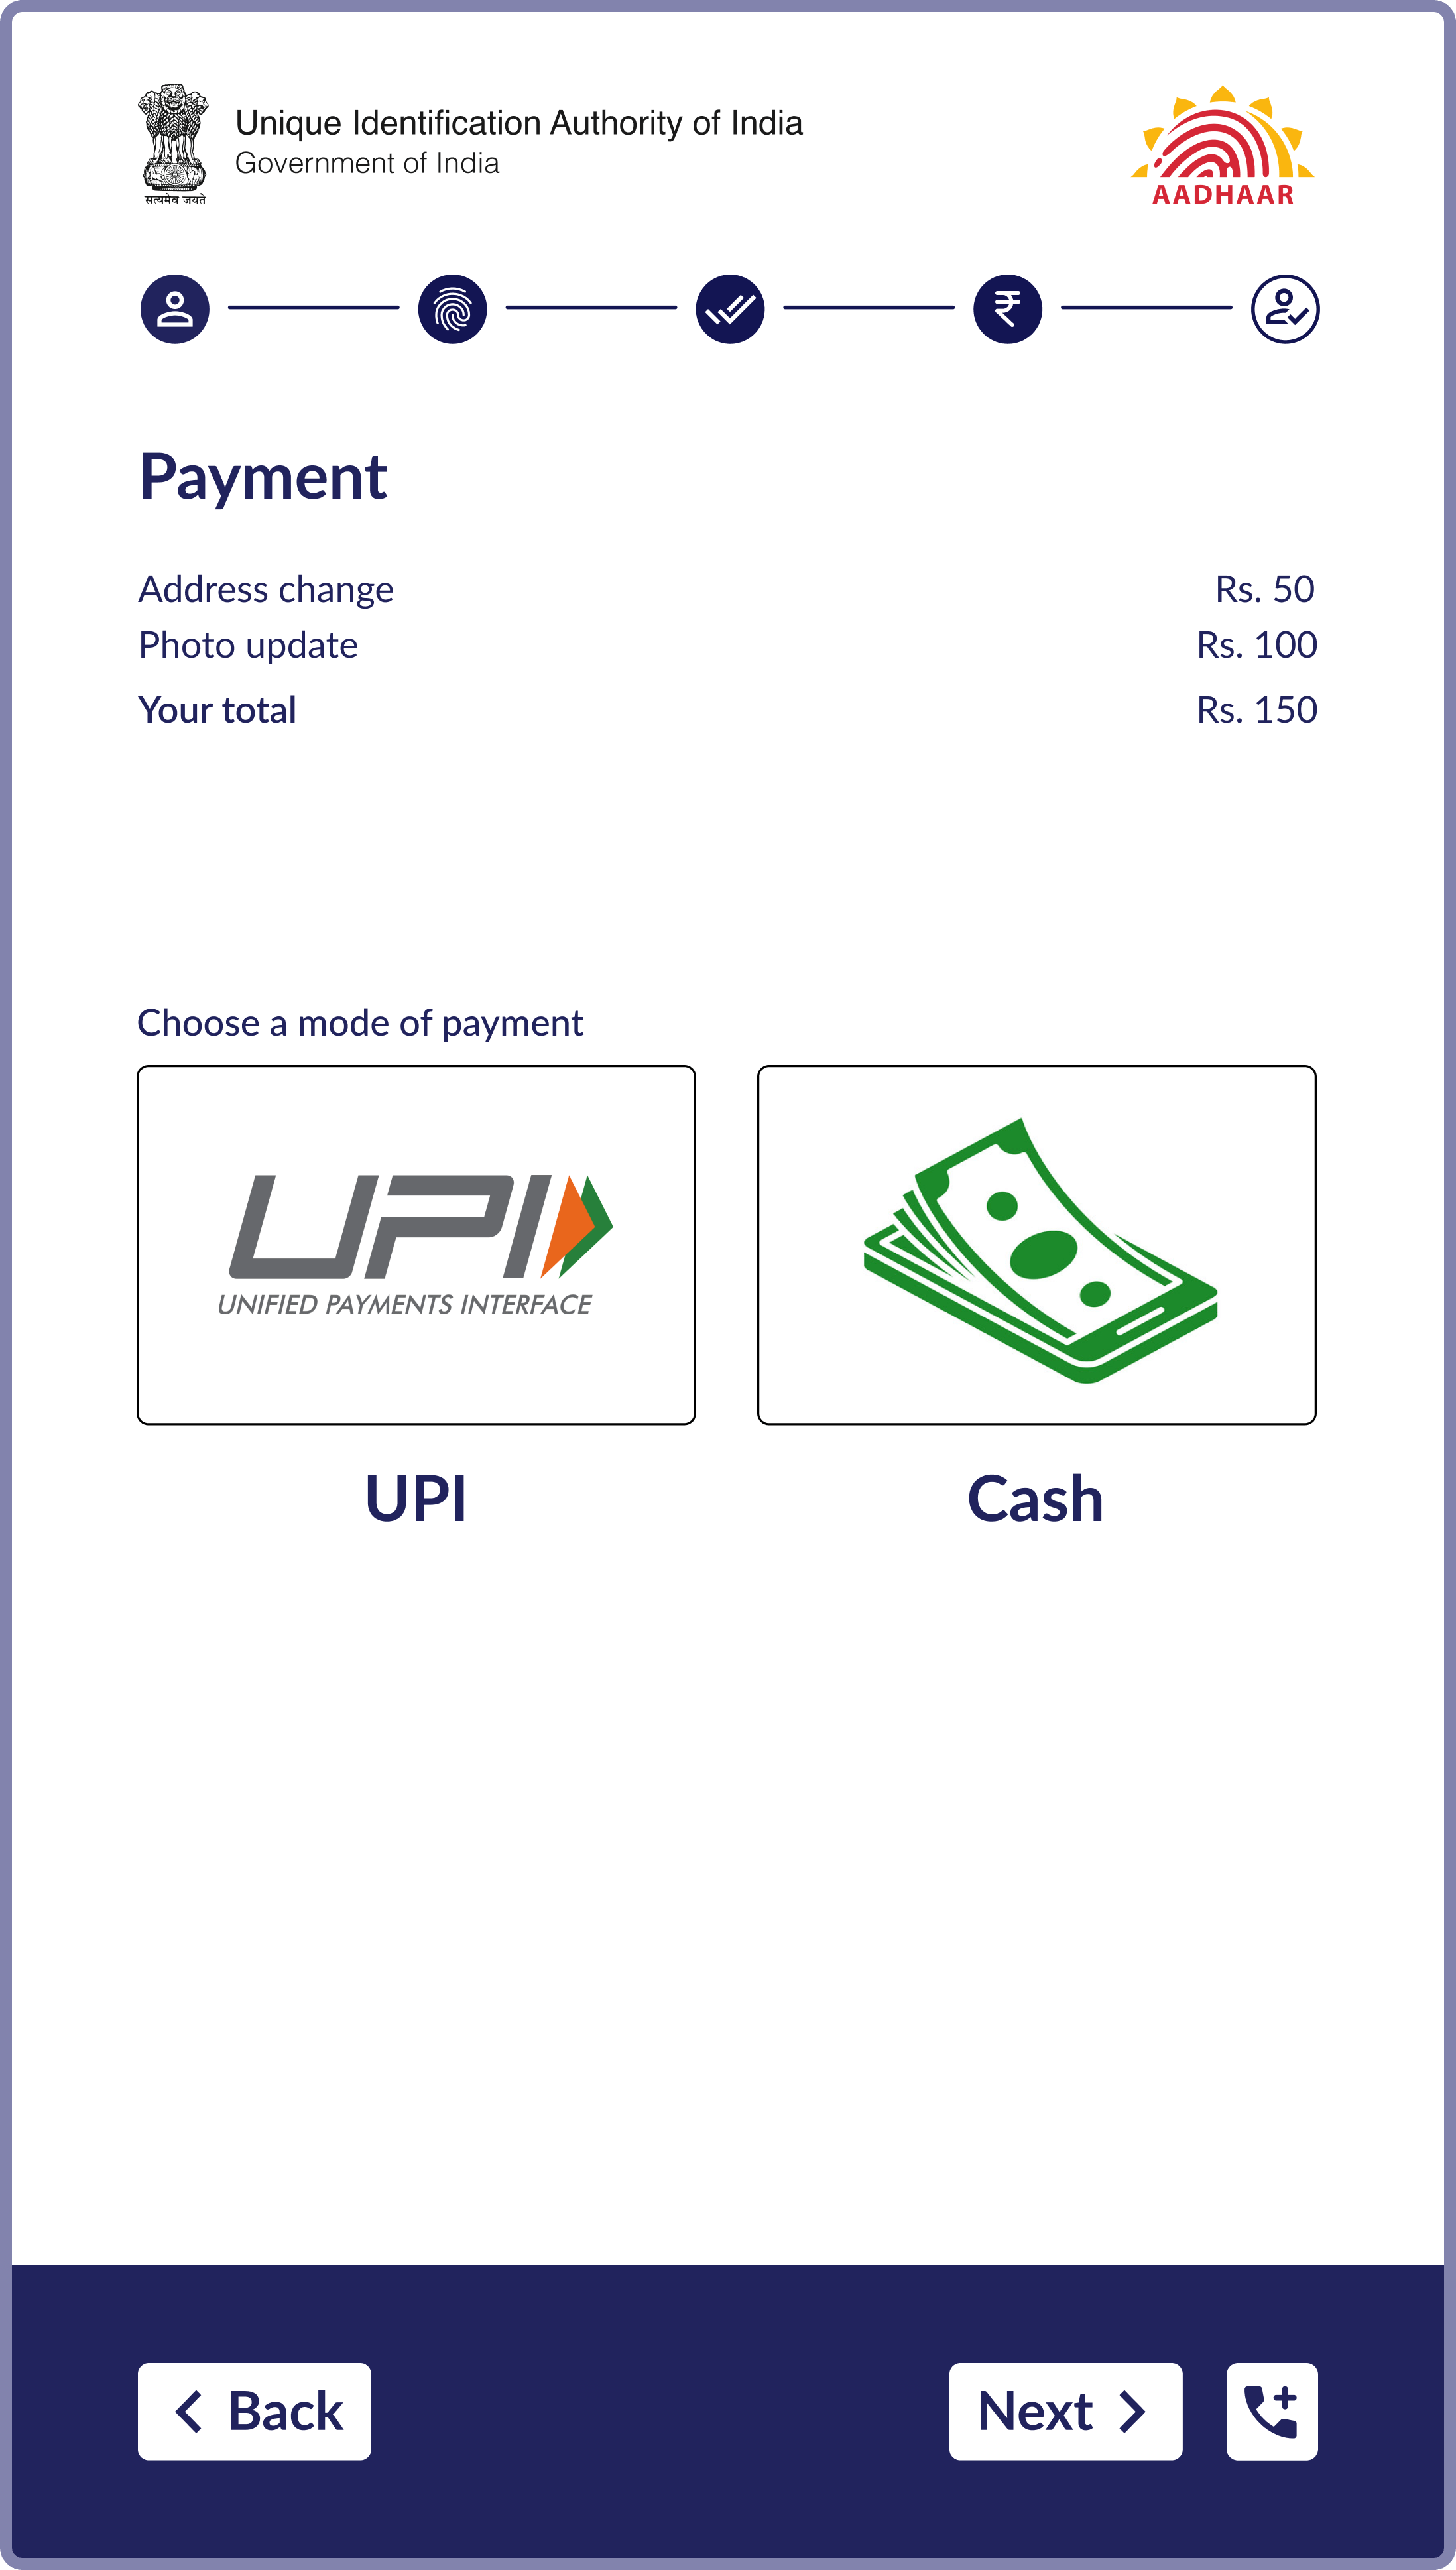 Unique Identification Authority of India
Government of India
सत्यमेव जयते
AADHAAR
₹
Payment
Address change Rs. 50
Photo update Rs. 100
Your total Rs. 150
Choose a mode of payment
UPI
UNIFIED PAYMENTS INTERFACE
UPI Cash
Back Next